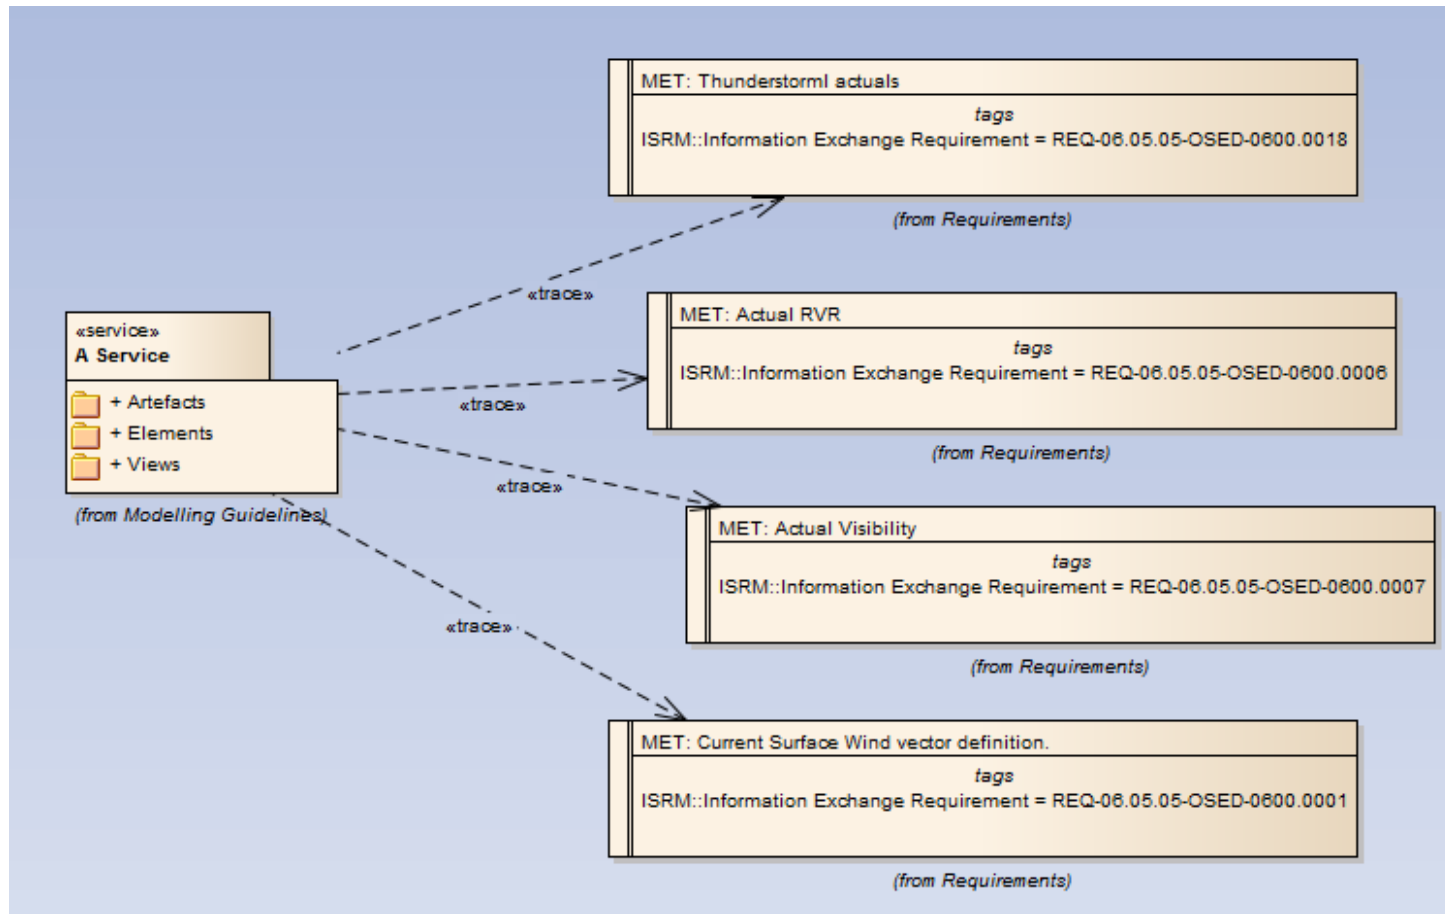 MET: Thunderstorml actuals
tags
ISRM::Information Exchange Requirement = REQ-06.05.05-OSED-0600.0018
(from Requirements)
«trace»
MET: Actual RVR
tags
ISRM::Information Exchange Requirement = REQ-06.05.05-OSED-0600.0006
(from Requirements)
«trace»
«service»
A Service
+ Artefacts
+ Elements
+ Views
(from Modelling Guidelines)
«trace»
MET: Actual Visibility
tags
ISRM::Information Exchange Requirement = REQ-06.05.05-OSED-0600.0007
(from Requirements)
«trace»
MET: Current Surface Wind vector definition.
tags
ISRM::Information Exchange Requirement = REQ-06.05.05-OSED-0600.0001
(from Requirements)